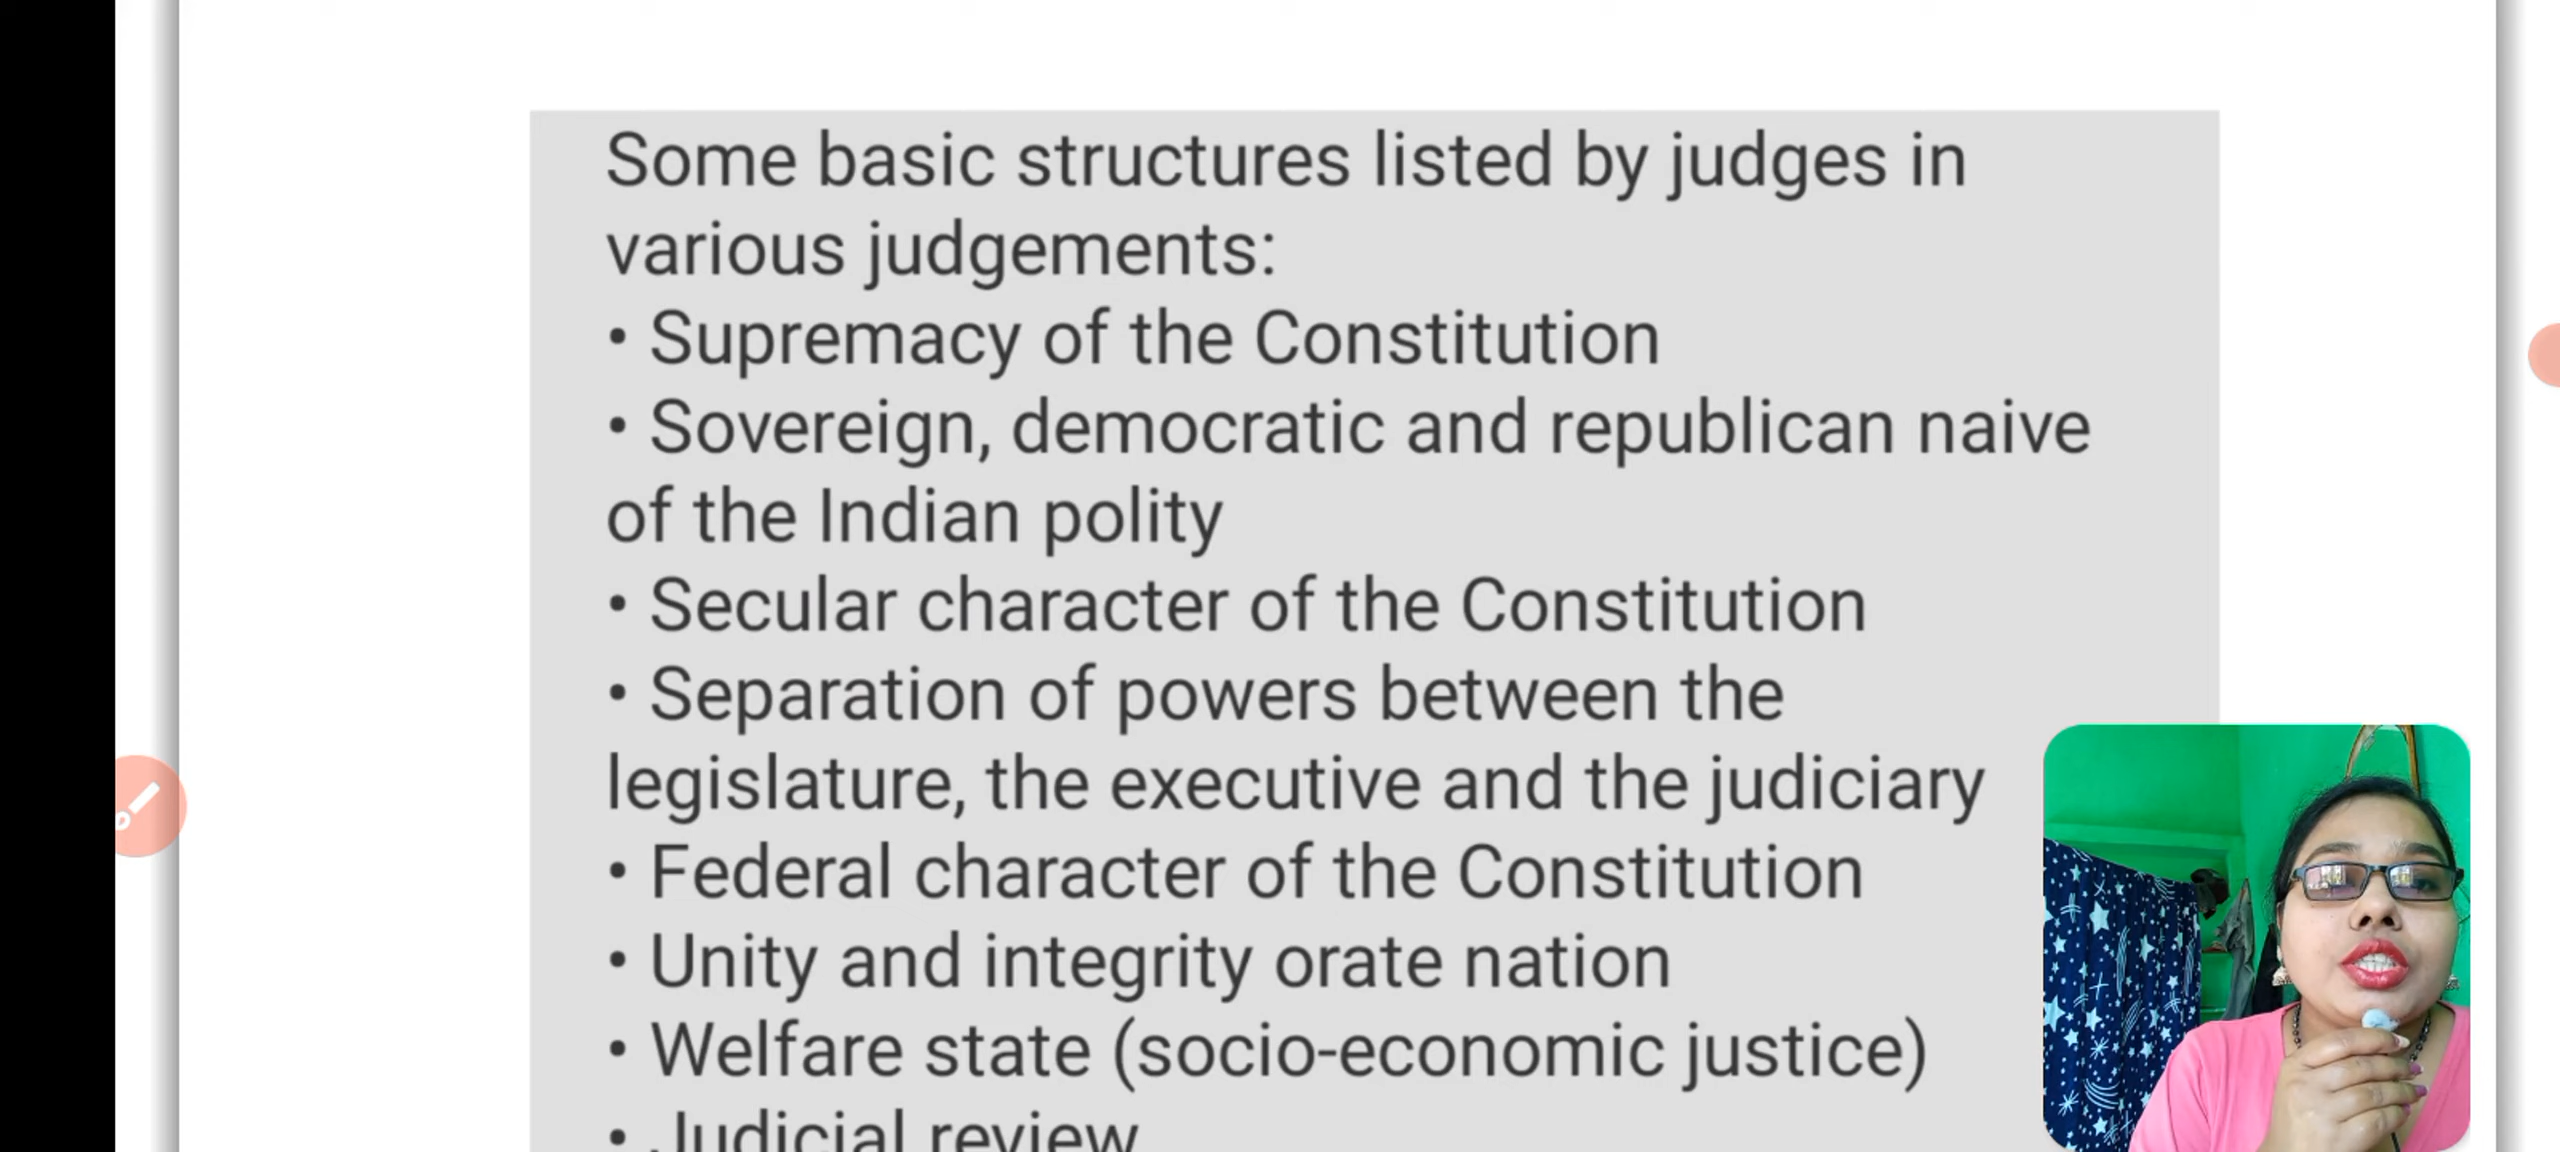 Some basic structures listed by judges in
various judgements:
• Supremacy of the Constitution
• Sovereign, democratic and republican naive
of the Indian polity
• Secular character of the Constitution
• Separation of powers between the
legislature, the executive and the judiciary
• Federal character of the Constitution
• Unity and integrity orate nation
• Welfare state (socio-economic justice)
• Judicial review